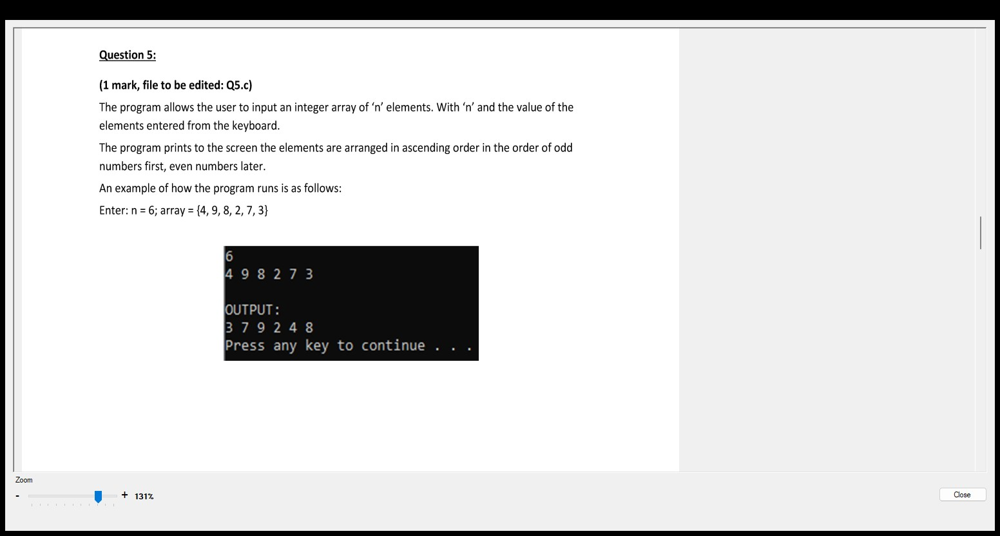 Question 5:
(1 mark, file to be edited: Q5.c)
The program allows the user to input an integer array of ‘n’ elements. With ‘n’ and the value of the
elements entered from the keyboard.
The program prints to the screen the elements are arranged in ascending order in the order of odd
numbers first, even numbers later.
An example of how the program runs is as follows:
Enter: n = 6; array = {4, 9, 8, 2, 7, 3}
6
4 9 8 2 7 3
OUTPUT:
3 7 9 2 4 8
Press any key to continue . . .
Zoom
- + 131%
Close